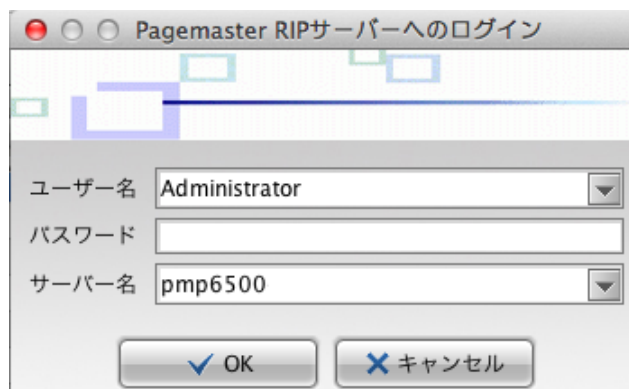 Pagemaster RIPサーバーへのログイン
ユーザー名 Administrator
パスワード
サーバー名 pmp6500
OK キャンセル